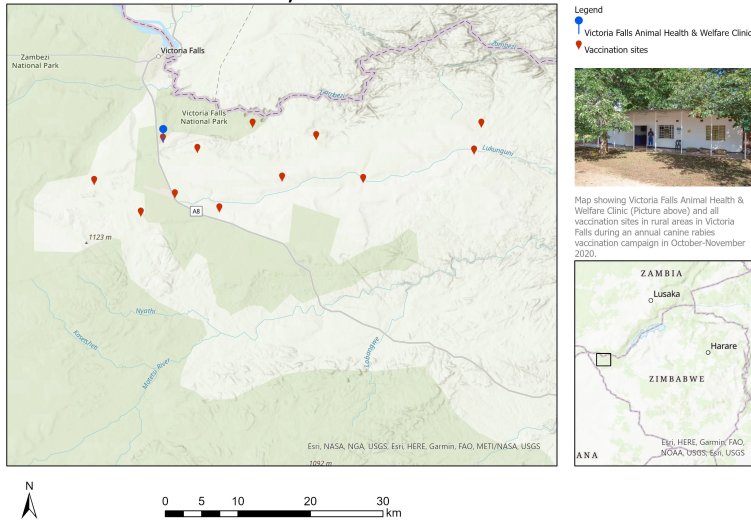 Legend
Victoria Falls Animal Health & Welfare Clinic
Vaccination sites
Victoria Falls
Zambezi
National Park
Zambezi
Zambezi
Victoria Falls
National Park
Lukunguni
A8
1123 m
Nyathi
Kasetsheti
Matetsi River
Lobangwe
Esri, NASA, NGA, USGS, Esri, HERE, Garmin, FAO, METI/NASA, USGS
1092 m
Map showing Victoria Falls Animal Health &
Welfare Clinic (Picture above) and all
vaccination sites in rural areas in Victoria
Falls during an annual canine rabies
vaccination campaign in October-November
2020.
ZAMBIA
Lusaka
Harare
ZIMBABWE
ANA
Esri, HERE, Garmin, FAO,
NOAA, USGS, Esri, USGS
N
0 5 10 20 30
km